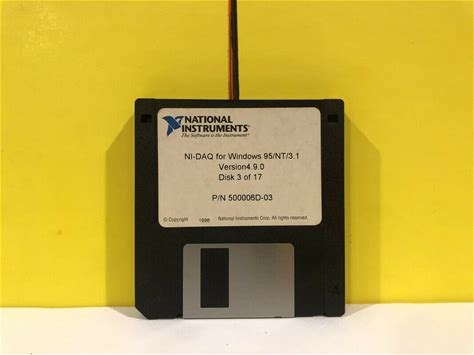 NATIONAL
INSTRUMENTS®
The Software is the Instrument®
NI-DAQ for Windows 95/NT/3.1
Version4.9.0
Disk 3 of 17
P/N 500006D-03
© Copyright 1996 National Instruments Corp. All rights reserved.